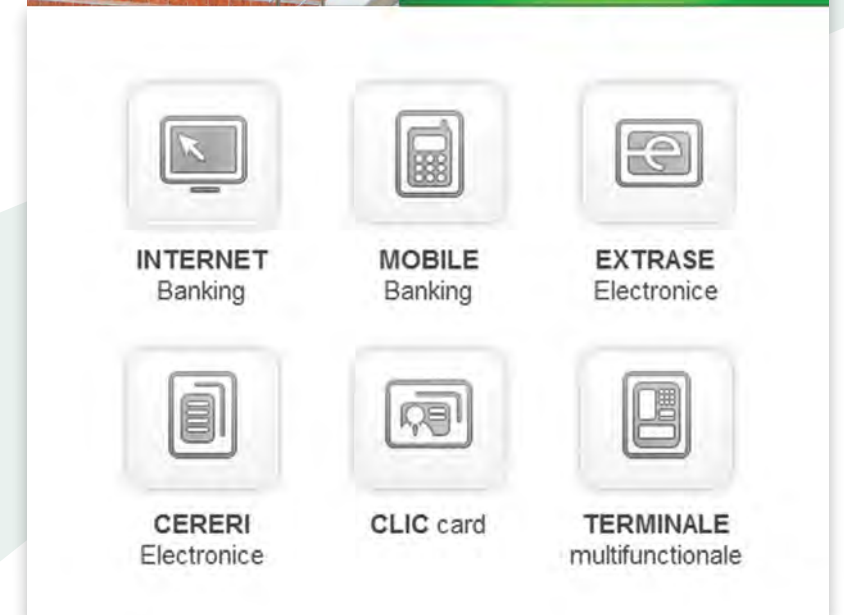 INTERNET
Banking
MOBILE
Banking
EXTRASE
Electronice
CERERI
Electronice
CLIC card
TERMINALE
multifunctionale